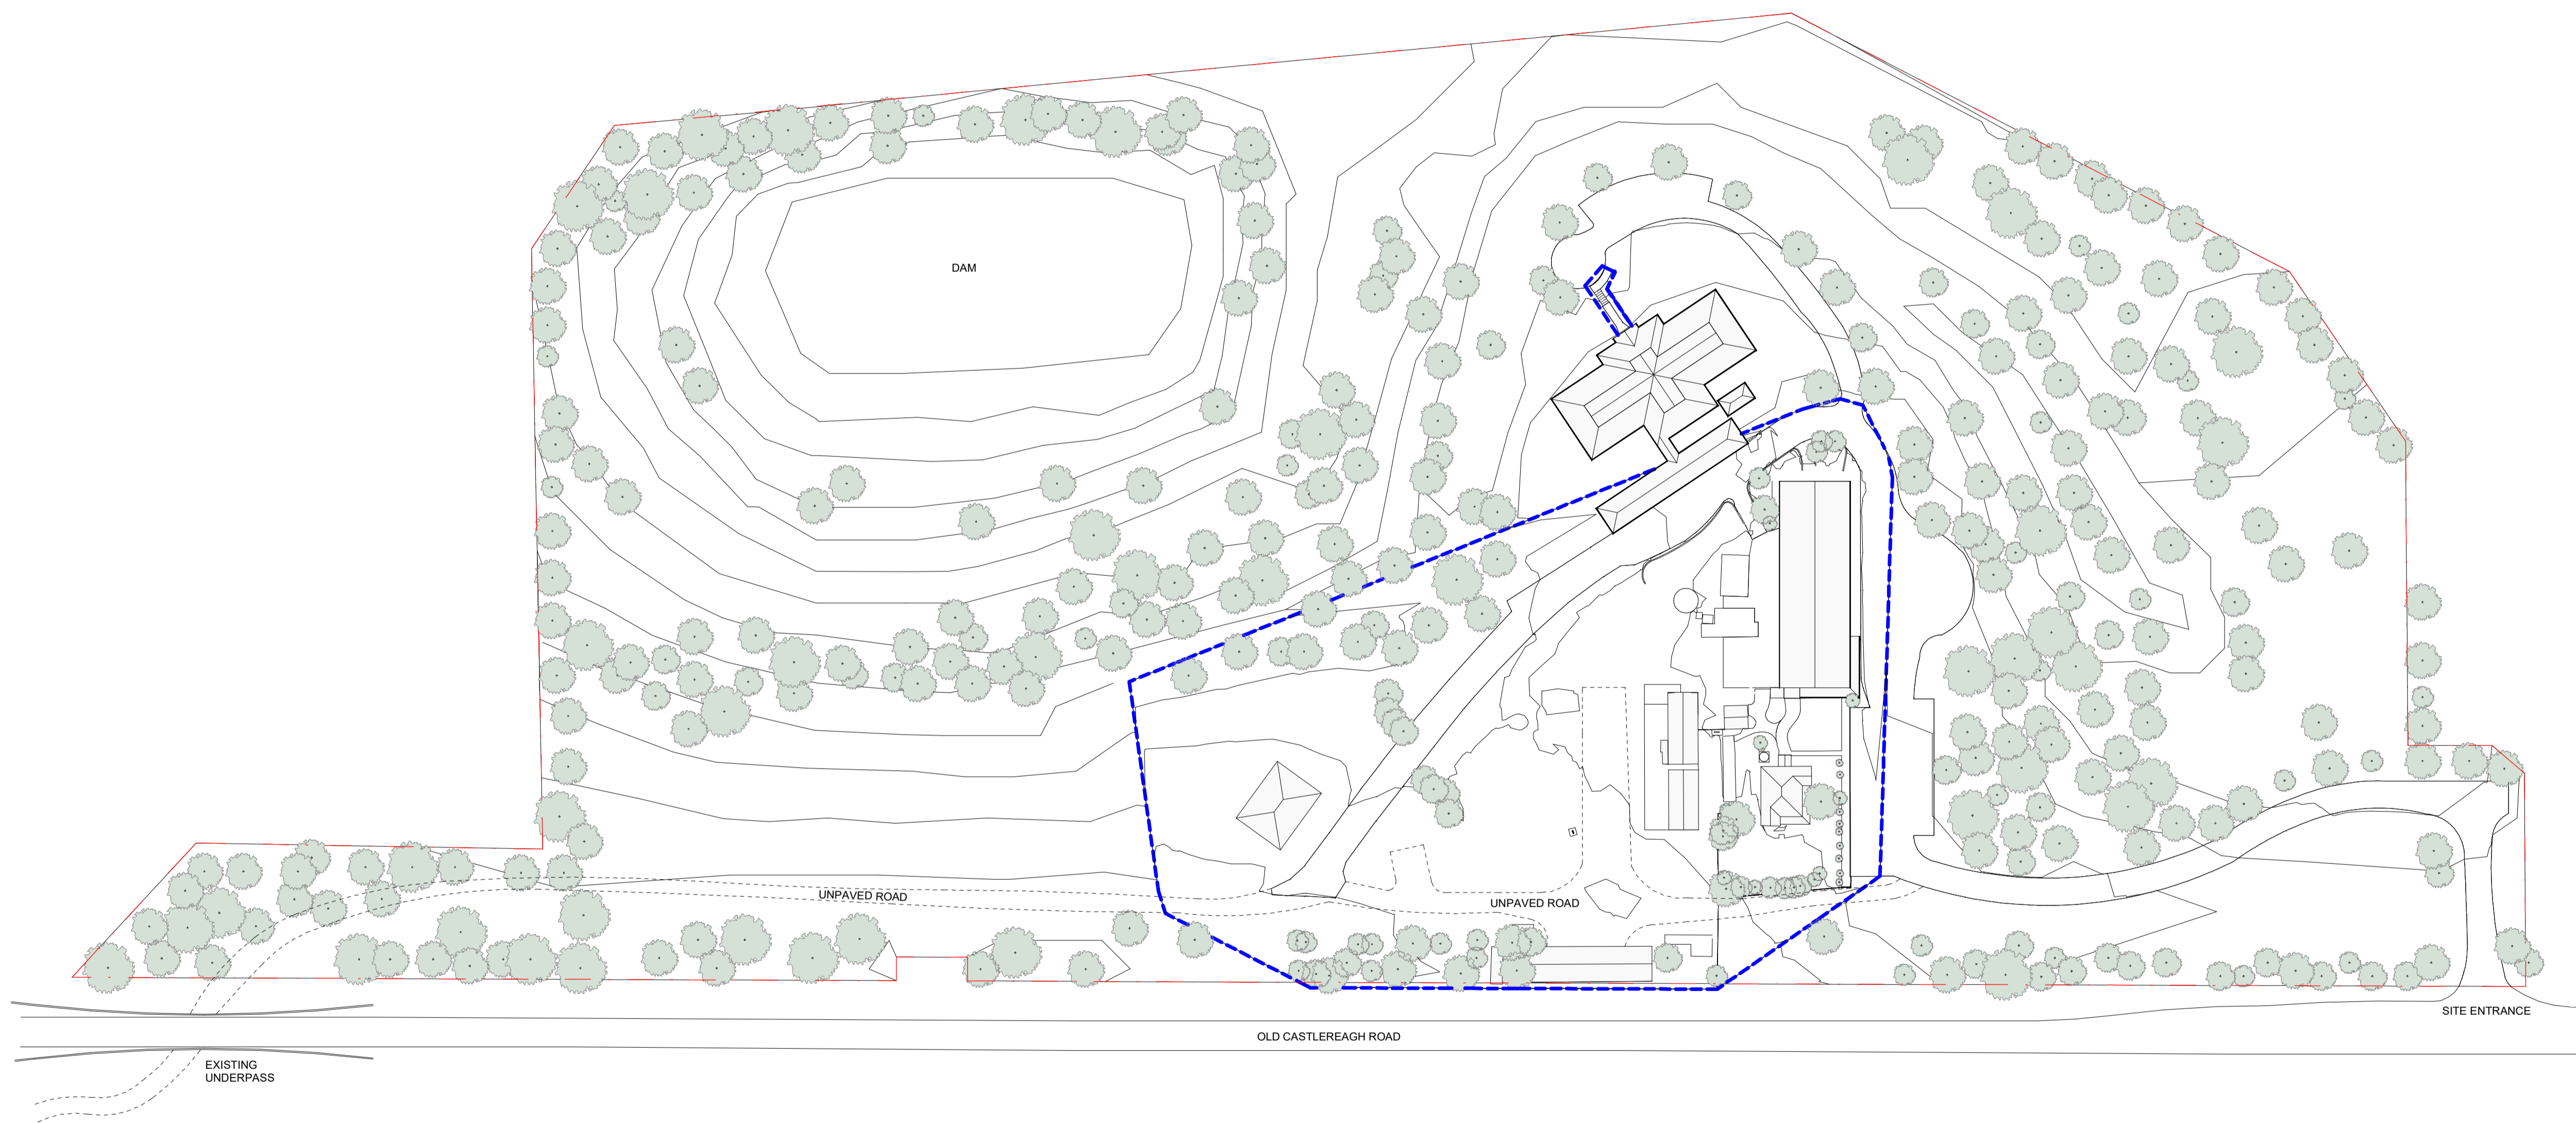 DAM
UNPAVED ROAD
UNPAVED ROAD
SITE ENTRANCE
OLD CASTLEREAGH ROAD
EXISTING
UNDERPASS